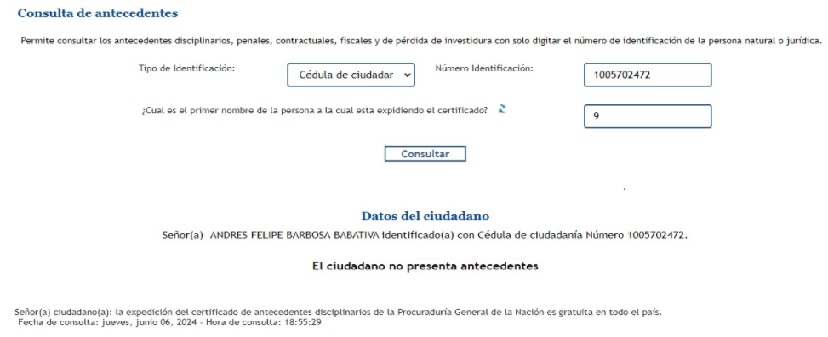 Consulta de antecedentes
Permite consultar los antecedentes disciplinarios, penales, contractuales, fiscales y de pérdida de investidura con solo digitar el número de identificación de la persona natural o jurídica.
Tipo de Identificación: Cédula de ciudadar Número Identificación: 1005702472
¿Cual es el primer nombre de la persona a la cual esta expidiendo el certificado? 9
Consultar
Datos del ciudadano
Señor(a) ANDRES FELIPE BARBOSA BABATIVA identificado(a) con Cédula de ciudadanía Número 1005702472.
El ciudadano no presenta antecedentes
Señor(a) ciudadano(a): la expedición del certificado de antecedentes disciplinarios de la Procuraduría General de la Nación es gratuita en todo el país.
Fecha de consulta: jueves, junio 06, 2024 - Hora de consulta: 18:55:29